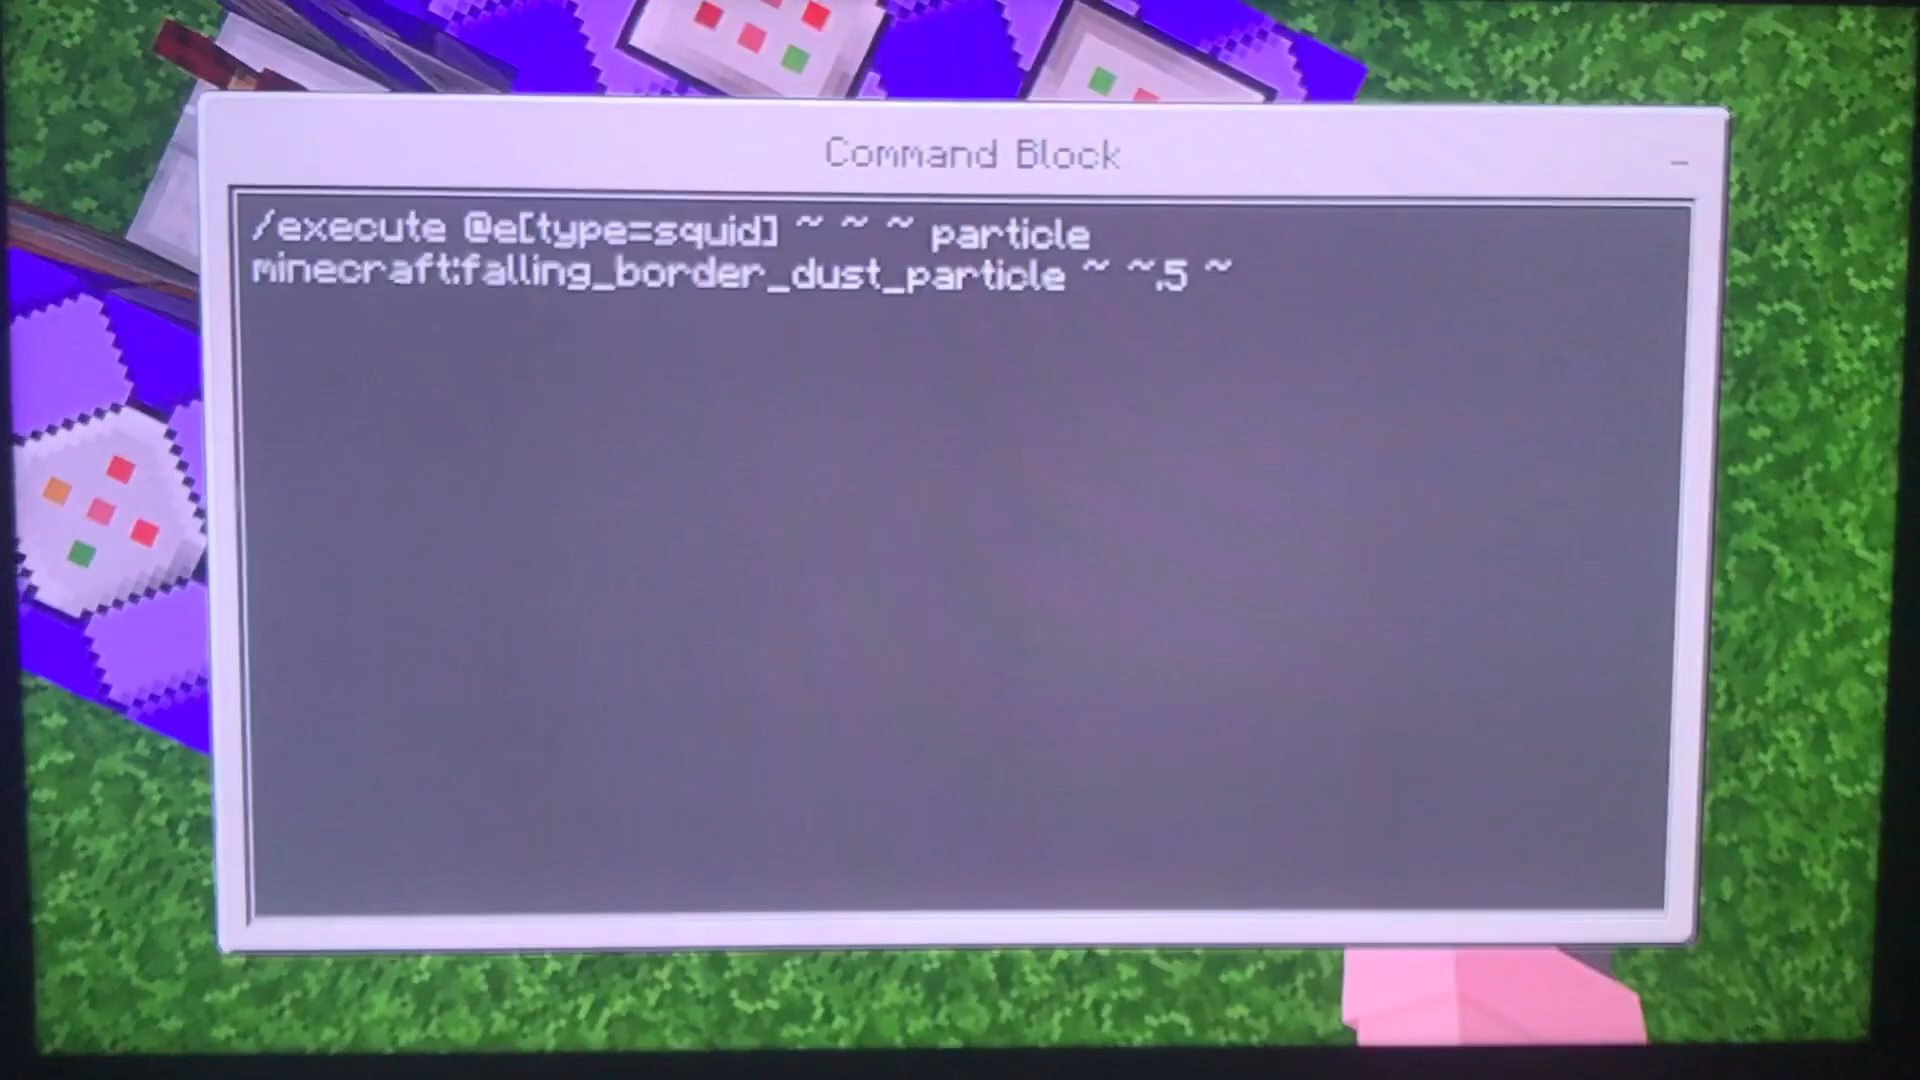 Command Block
/execute @e[type=squid] ~ ~ ~ particle
minecraft:falling_border_dust_particle ~ ~.5 ~